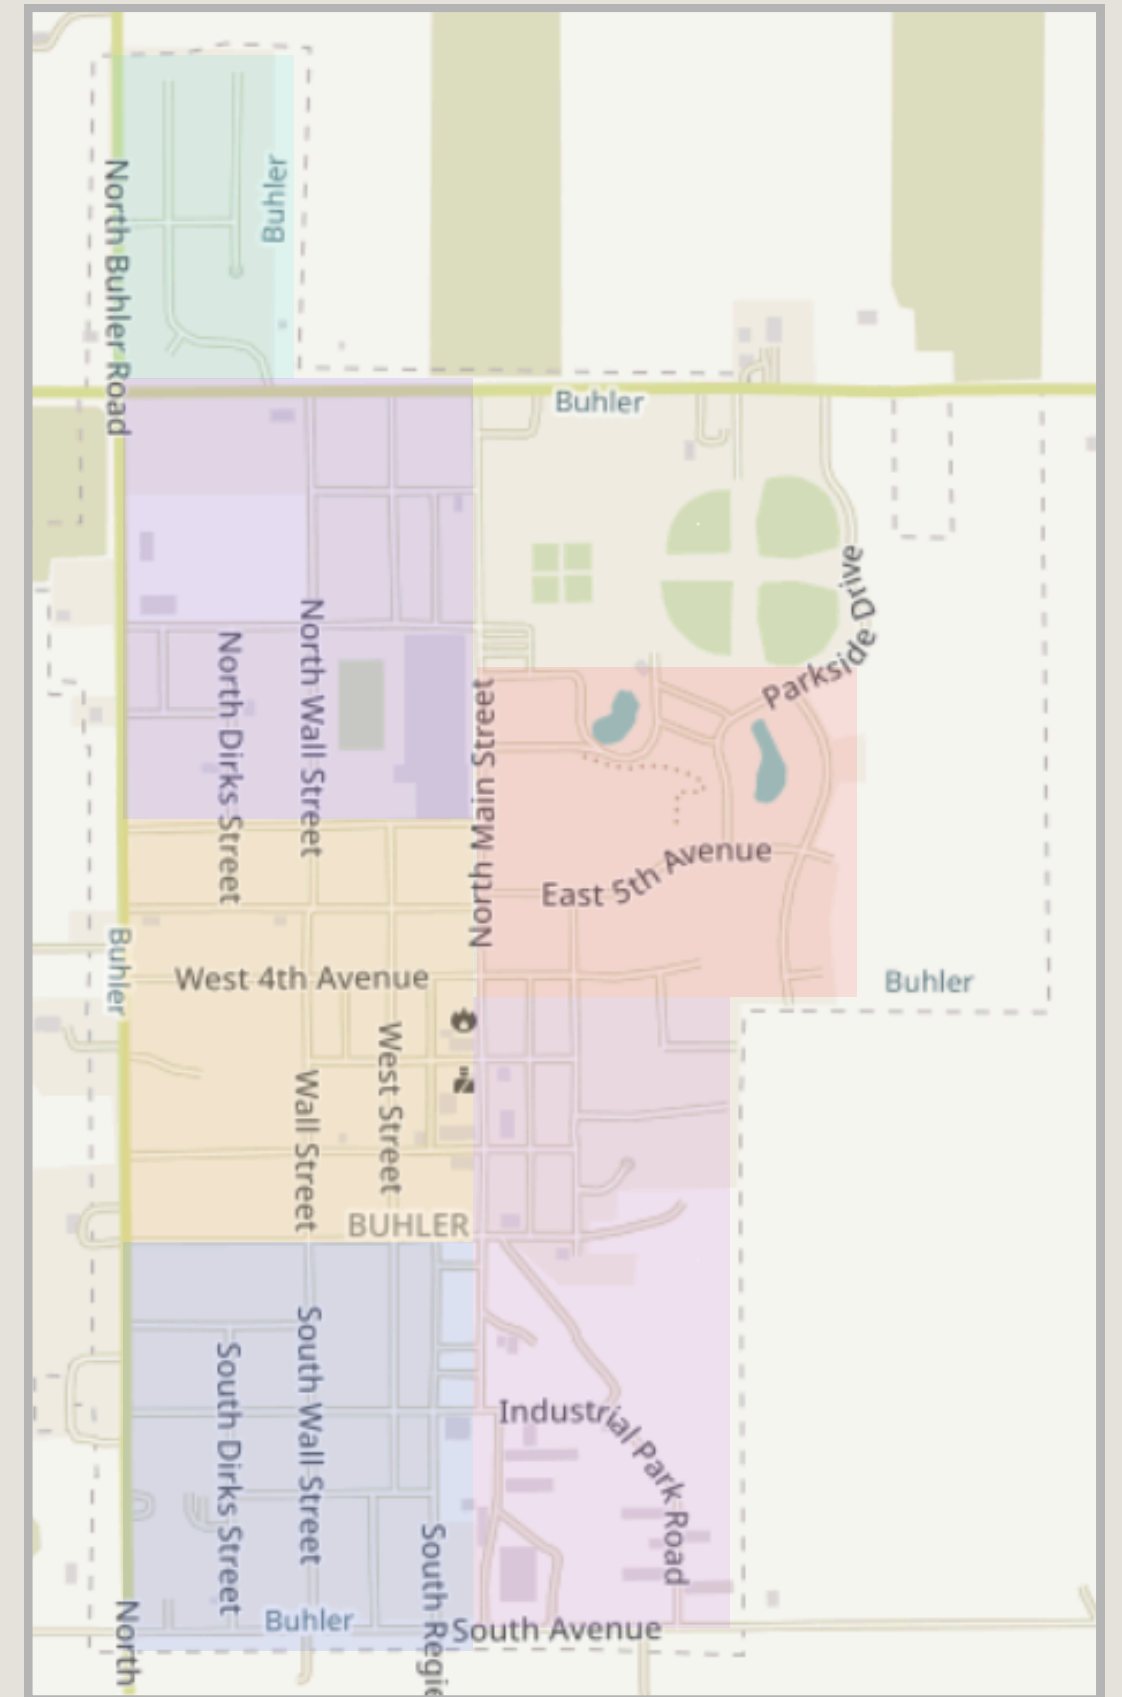 Buhler
North Buhler Road
Buhler
Parkside Drive
North Wall Street
North Dirks Street
North Main Street
East 5th Avenue
Buhler
West 4th Avenue
Buhler
West Street
Wall Street
BUHLER
South Wall Street
South Dirks Street
Industrial Park Road
South Regie
North
Buhler
South Avenue